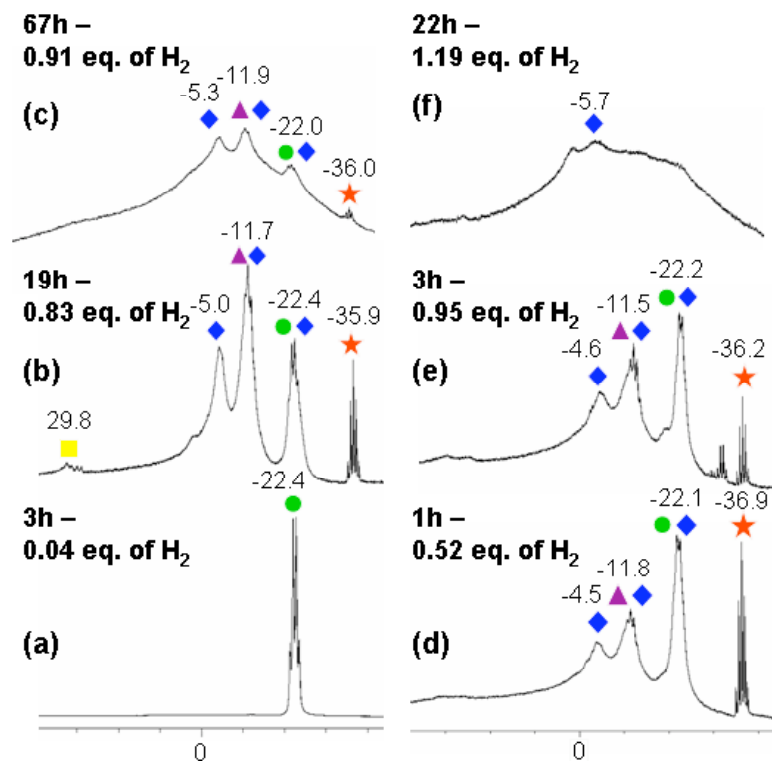 67h –
0.91 eq. of H₂
-5.3
-11.9
-22.0
-36.0
(c)
22h –
1.19 eq. of H₂
-5.7
(f)
19h –
0.83 eq. of H₂
-5.0
-11.7
-22.4
-35.9
(b)
29.8
3h –
0.95 eq. of H₂
-4.6
-11.5
-22.2
-36.2
(e)
3h –
0.04 eq. of H₂
-22.4
(a)
0
1h –
0.52 eq. of H₂
-4.5
-11.8
-22.1
-36.9
(d)
0